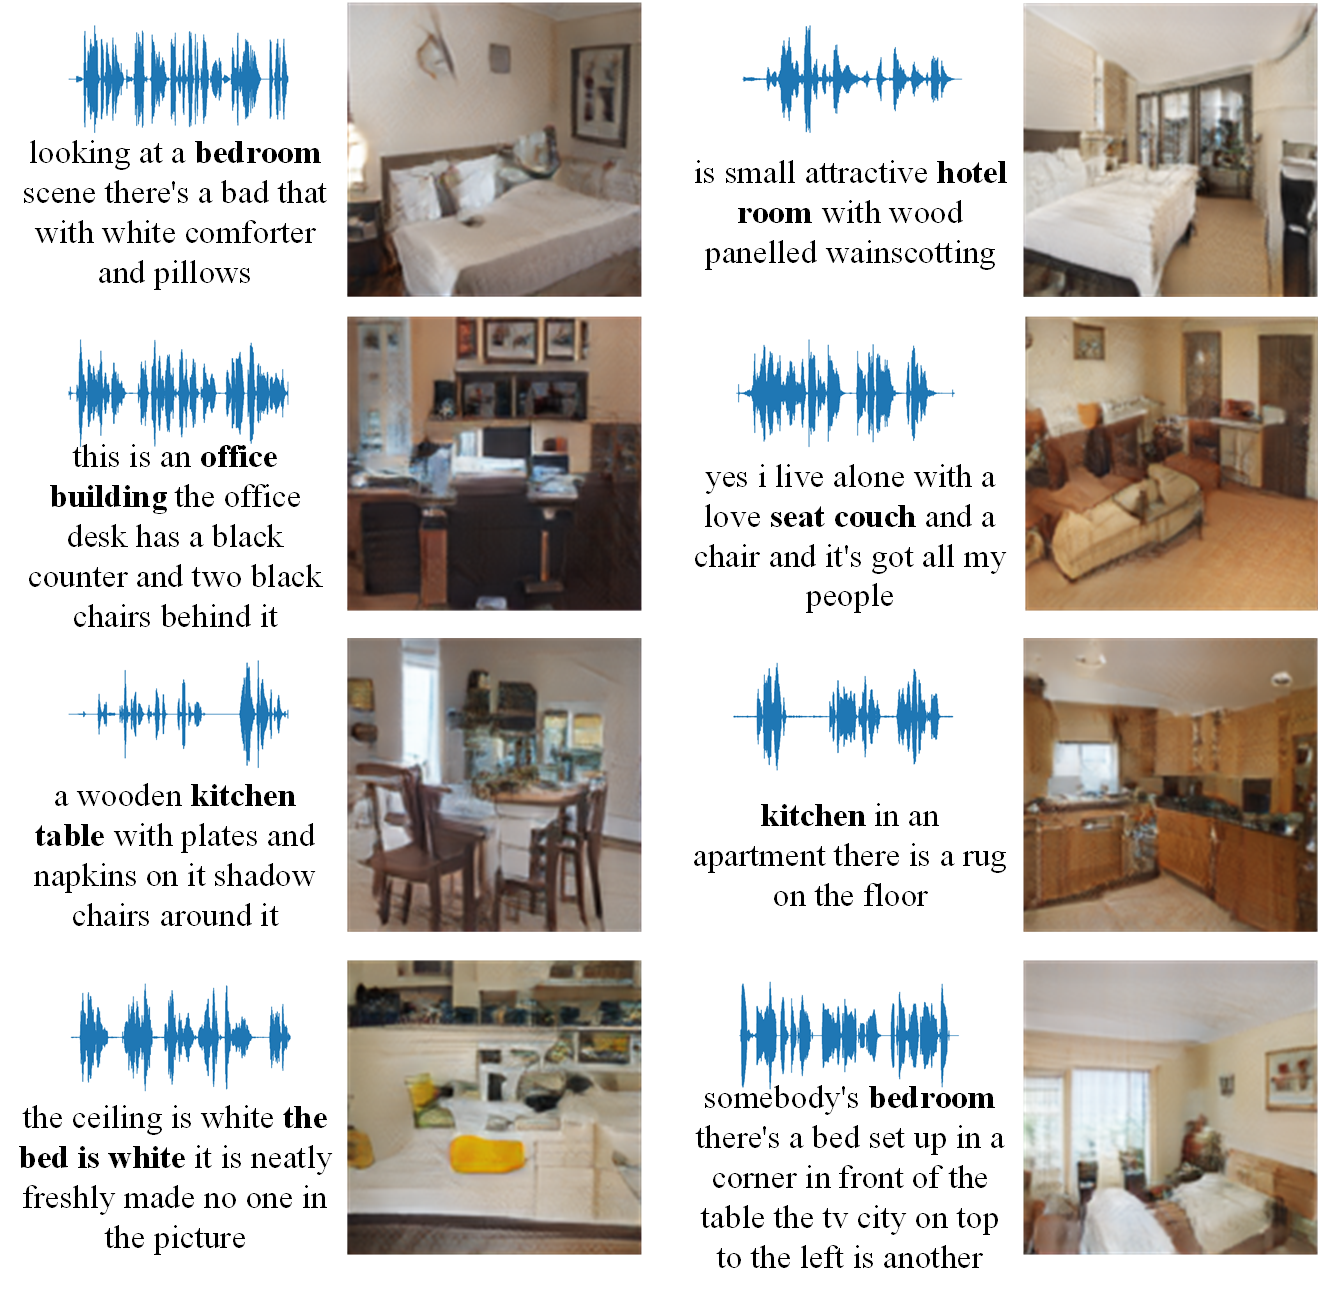 looking at a bedroom
scene there's a bad that
with white comforter
and pillows
is small attractive hotel
room with wood
panelled wainscotting
this is an office
building the office
desk has a black
counter and two black
chairs behind it
yes i live alone with a
love seat couch and a
chair and it's got all my
people
a wooden kitchen
table with plates and
napkins on it shadow
chairs around it
kitchen in an
apartment there is a rug
on the floor
the ceiling is white the
bed is white it is neatly
freshly made no one in
the picture
somebody's bedroom
there's a bed set up in a
corner in front of the
table the tv city on top
to the left is another